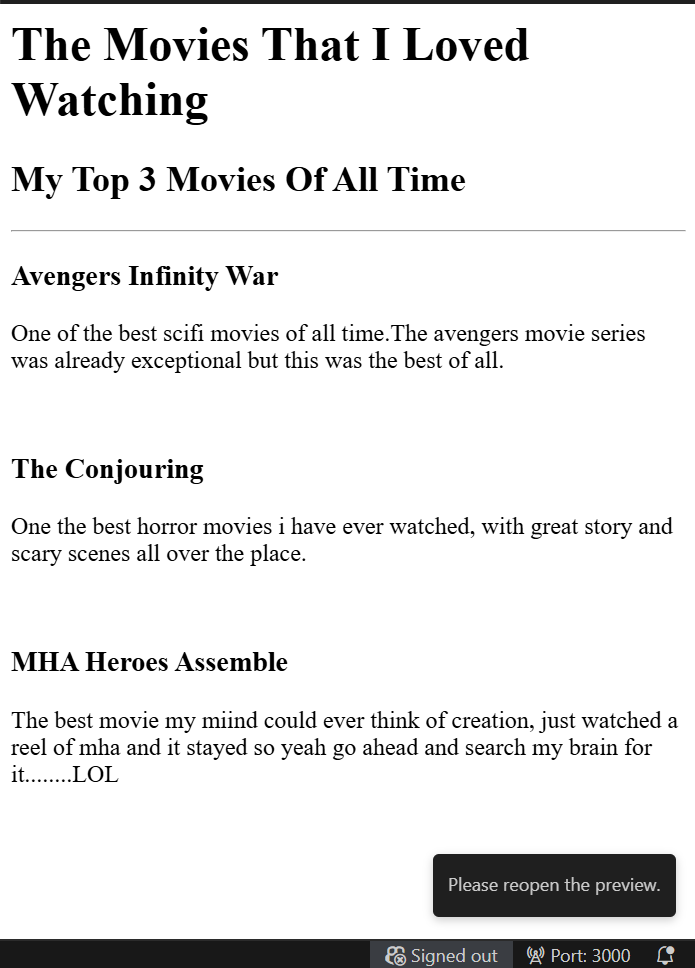 The Movies That I Loved
Watching
My Top 3 Movies Of All Time
Avengers Infinity War
One of the best scifi movies of all time.The avengers movie series
was already exceptional but this was the best of all.
The Conjouring
One the best horror movies i have ever watched, with great story and
scary scenes all over the place.
MHA Heroes Assemble
The best movie my miind could ever think of creation, just watched a
reel of mha and it stayed so yeah go ahead and search my brain for
it........LOL
Please reopen the preview.
Signed out Port: 3000